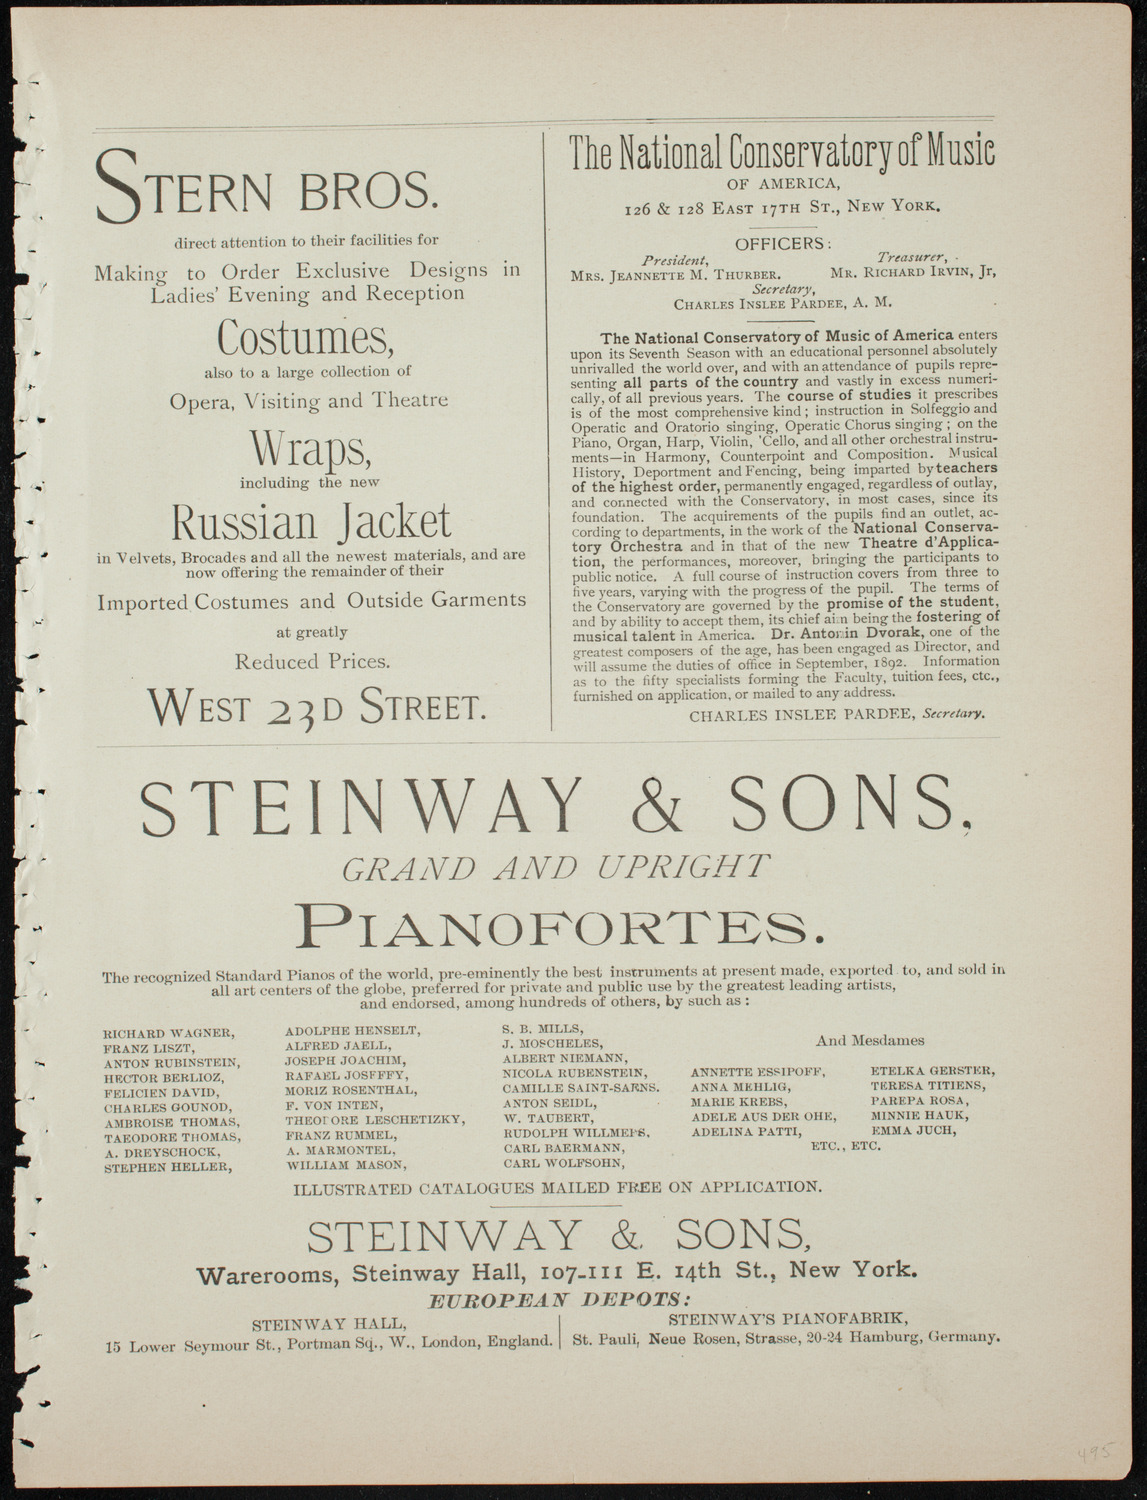 STERN BROS.
direct attention to their facilities for
Making to Order Exclusive Designs in
Ladies' Evening and Reception
Costumes,
also to a large collection of
Opera, Visiting and Theatre
Wraps,
including the new
Russian Jacket
in Velvets, Brocades and all the newest materials, and are
now offering the remainder of their
Imported Costumes and Outside Garments
at greatly
Reduced Prices.
WEST 23D STREET.
The National Conservatory of Music
OF AMERICA,
126 & 128 EAST 17TH ST., NEW YORK.
OFFICERS:
President,
Treasurer,
MRS. JEANNETTE M. THURBER.
MR. RICHARD IRVIN, Jr,
Secretary,
CHARLES INSLEE PARDEE, A. M.
The National Conservatory of Music of America enters
upon its Seventh Season with an educational personnel absolutely
unrivalled the world over, and with an attendance of pupils repre-
senting all parts of the country and vastly in excess numeri-
cally, of all previous years. The course of studies it prescribes
is of the most comprehensive kind; instruction in Solfeggio and
Operatic and Oratorio singing, Operatic Chorus singing; on the
Piano, Organ, Harp, Violin, 'Cello, and all other orchestral instru-
ments—in Harmony, Counterpoint and Composition. Musical
History, Deportment and Fencing, being imparted by teachers
of the highest order, permanently engaged, regardless of outlay,
and connected with the Conservatory, in most cases, since its
foundation. The acquirements of the pupils find an outlet, ac-
cording to departments, in the work of the National Conserva-
tory Orchestra and in that of the new Theatre d'Applica-
tion, the performances, moreover, bringing the participants to
public notice. A full course of instruction covers from three to
five years, varying with the progress of the pupil. The terms of
the Conservatory are governed by the promise of the student,
and by ability to accept them, its chief aim being the fostering of
musical talent in America. Dr. Antonin Dvorak, one of the
greatest composers of the age, has been engaged as Director, and
will assume the duties of office in September, 1892. Information
as to the fifty specialists forming the Faculty, tuition fees, etc.,
furnished on application, or mailed to any address.
CHARLES INSLEE PARDEE, Secretary.
STEINWAY & SONS,
GRAND AND UPRIGHT
PIANOFORTES.
The recognized Standard Pianos of the world, pre-eminently the best instruments at present made, exported to, and sold in
all art centers of the globe, preferred for private and public use by the greatest leading artists,
and endorsed, among hundreds of others, by such as:
RICHARD WAGNER,
FRANZ LISZT,
ANTON RUBINSTEIN,
HECTOR BERLIOZ,
FELICIEN DAVID,
CHARLES GOUNOD,
AMBROISE THOMAS,
TAEODORE THOMAS,
A. DREYSCHOCK,
STEPHEN HELLER,
ADOLPHE HENSELT,
ALFRED JAELL,
JOSEPH JOACHIM,
RAFAEL JOSFFFY,
MORIZ ROSENTHAL,
F. VON INTEN,
THEODORE LESCHETIZKY,
FRANZ RUMMEL,
A. MARMONTEL,
WILLIAM MASON,
S. B. MILLS,
J. MOSCHELES,
ALBERT NIEMANN,
NICOLA RUBENSTEIN,
CAMILLE SAINT-SAENS.
ANTON SEIDL,
W. TAUBERT,
RUDOLPH WILLMERS,
CARL BAERMANN,
CARL WOLFSOHN,
And Mesdames
ANNETTE ESSIPOFF,
ANNA MEHLIG,
MARIE KREBS,
ADELE AUS DER OHE,
ADELINA PATTI,
ETELKA GERSTER,
TERESA TITIENS,
PAREPA ROSA,
MINNIE HAUK,
EMMA JUCH,
ETC., ETC.
ILLUSTRATED CATALOGUES MAILED FREE ON APPLICATION.
STEINWAY & SONS,
Warerooms, Steinway Hall, 107-111 E. 14th St., New York.
EUROPEAN DEPOTS:
STEINWAY HALL,
15 Lower Seymour St., Portman Sq., W., London, England.
STEINWAY'S PIANOFABRIK,
St. Pauli, Neue Rosen, Strasse, 20-24 Hamburg, Germany.
495